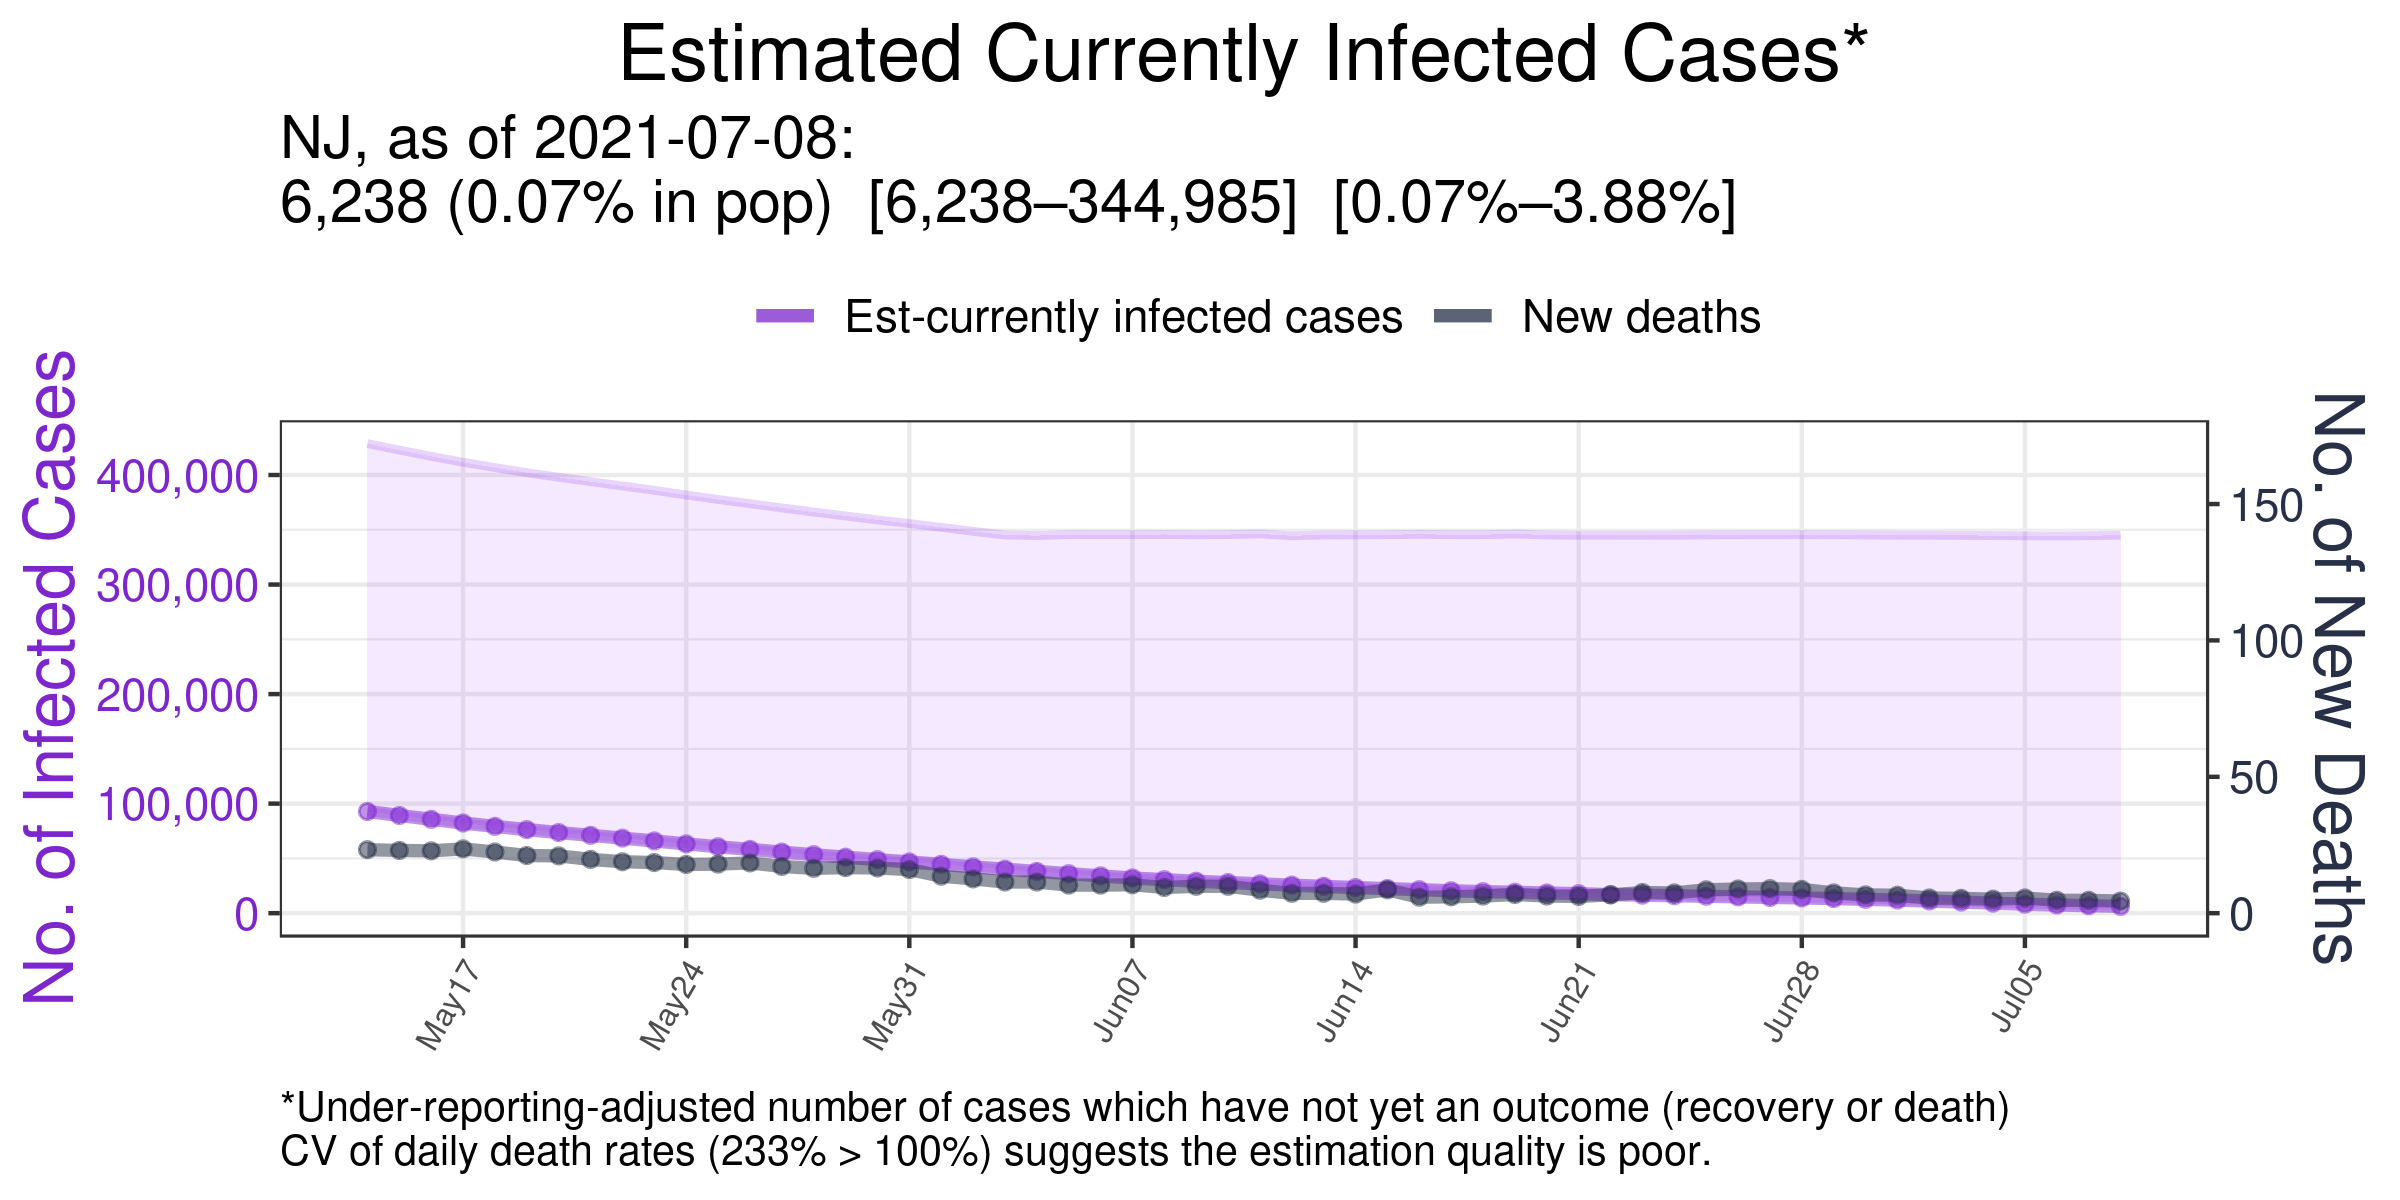 Estimated Currently Infected Cases*
NJ, as of 2021-07-08:
6,238 (0.07% in pop)  [6,238–344,985]  [0.07%–3.88%]
Est-currently infected cases
New deaths
No. of Infected Cases
400,000
300,000
200,000
100,000
0
150
100
50
0
No. of New Deaths
May17
May24
May31
Jun07
Jun14
Jun21
Jun28
Jul05
*Under-reporting-adjusted number of cases which have not yet an outcome (recovery or death)
CV of daily death rates (233% > 100%) suggests the estimation quality is poor.